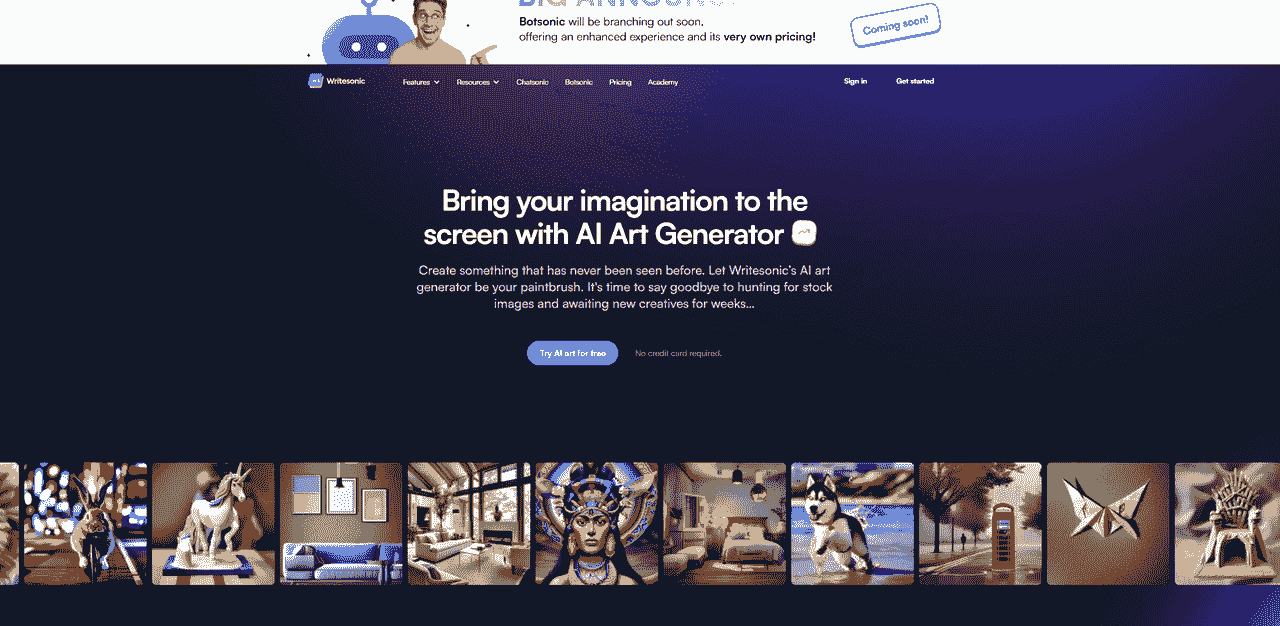 BIG ANNOUNC
Botsonic will be branching out soon,
offering an enhanced experience and its very own pricing!
Coming soon!
Writesonic
Features
Resources
Chatsonic
Botsonic
Pricing
Academy
Sign in
Get started
Bring your imagination to the
screen with AI Art Generator
Create something that has never been seen before. Let Writesonic's AI art
generator be your paintbrush. It's time to say goodbye to hunting for stock
images and awaiting new creatives for weeks...
Try AI art for free
No credit card required.